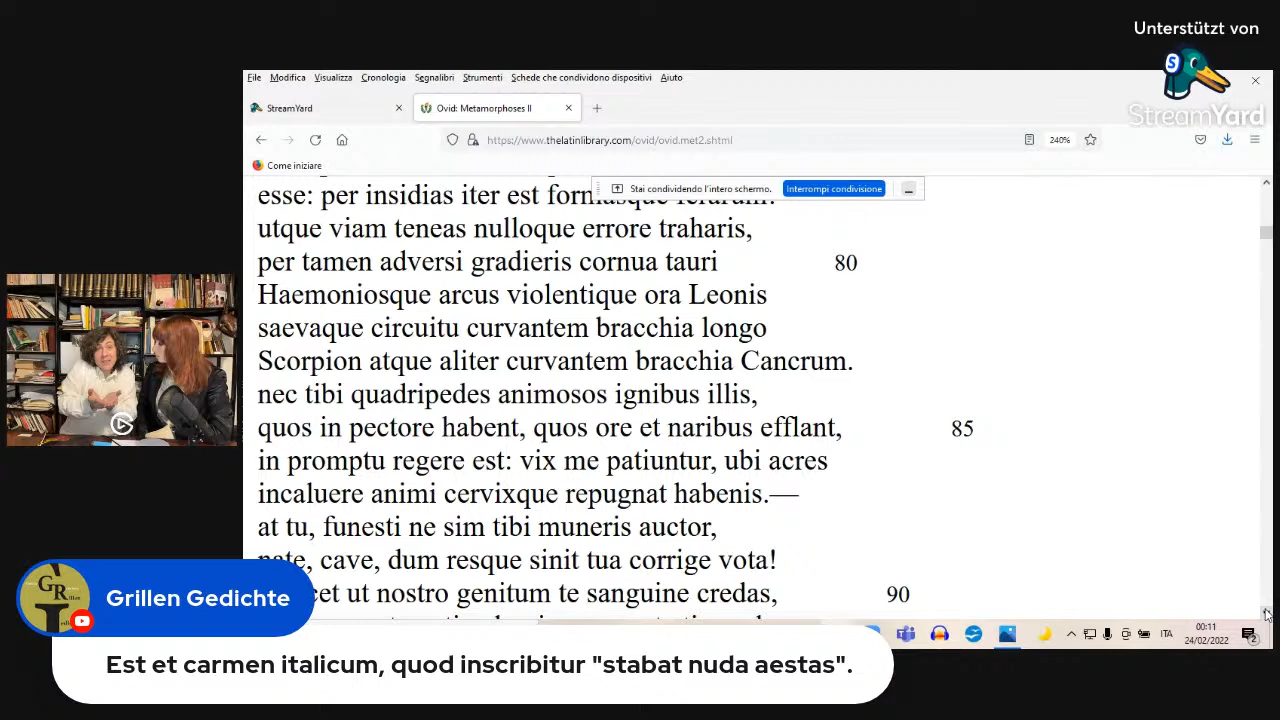 Unterstützt von
StreamYard
File Modifica Visualizza Cronologia Segnalibri Strumenti Schede che condividono dispositivi Aiuto
StreamYard
Ovid: Metamorphoses II
https://www.thelatinlibrary.com/ovid/ovid.met2.shtml
240%
Come iniziare
Stai condividendo l'intero schermo. Interrompi condivisione
esse: per insidias iter est
utque viam teneas nulloque errore traharis,
per tamen adversi gradieris cornua tauri 80
Haemoniosque arcus violentique ora Leonis
saevaque circuitu curvantem bracchia longo
Scorpion atque aliter curvantem bracchia Cancrum.
nec tibi quadripedes animosos ignibus illis,
quos in pectore habent, quos ore et naribus efflant, 85
in promptu regere est: vix me patiuntur, ubi acres
incaluere animi cervixque repugnat habenis.—
at tu, funesti ne sim tibi muneris auctor,
cave, dum resque sinit tua corrige vota!
ut nostro genitum te sanguine credas, 90
ITA
00:11
24/02/2022
2
GR
Grillen Gedichte
Est et carmen italicum, quod inscribitur "stabat nuda aestas".